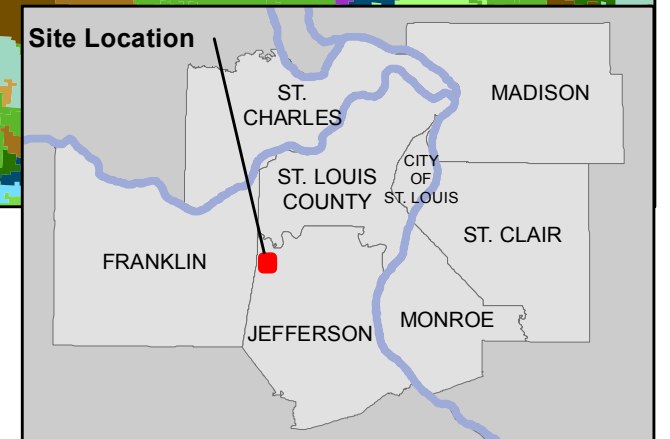 Site Location
ST.
CHARLES
MADISON
ST. LOUIS
COUNTY
CITY
OF
ST. LOUIS
ST. CLAIR
FRANKLIN
MONROE
JEFFERSON